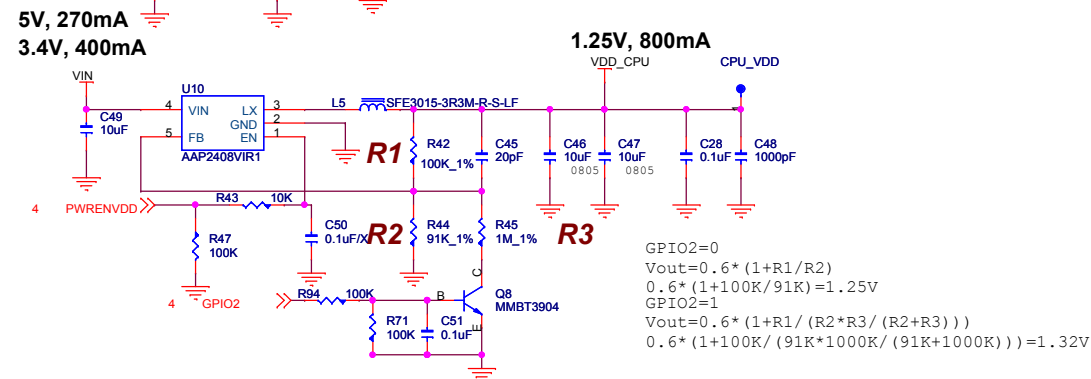 5V, 270mA
3.4V, 400mA
1.25V, 800mA
VIN
VDD_CPU
CPU_VDD
U10
L5
SFE3015-3R3M-R-S-LF
4
VIN
LX
3
GND
2
5
FB
EN
1
AAP2408VIR1
C49
10uF
R1
R42
100K_1%
C45
20pF
C46
10uF
0805
C47
10uF
0805
C28
0.1uF
C48
1000pF
1
4
PWRENVDD
R43
10K
C50
0.1uF/X
R2
R44
91K_1%
R45
1M_1%
R3
R47
100K
4
GPIO2
R94
100K
B
C
E
Q8
MMBT3904
R71
100K
C51
0.1uF
GPIO2=0
Vout=0.6*(1+R1/R2)
0.6*(1+100K/91K)=1.25V
GPIO2=1
Vout=0.6*(1+R1/(R2*R3/(R2+R3)))
0.6*(1+100K/(91K*1000K/(91K+1000K)))=1.32V